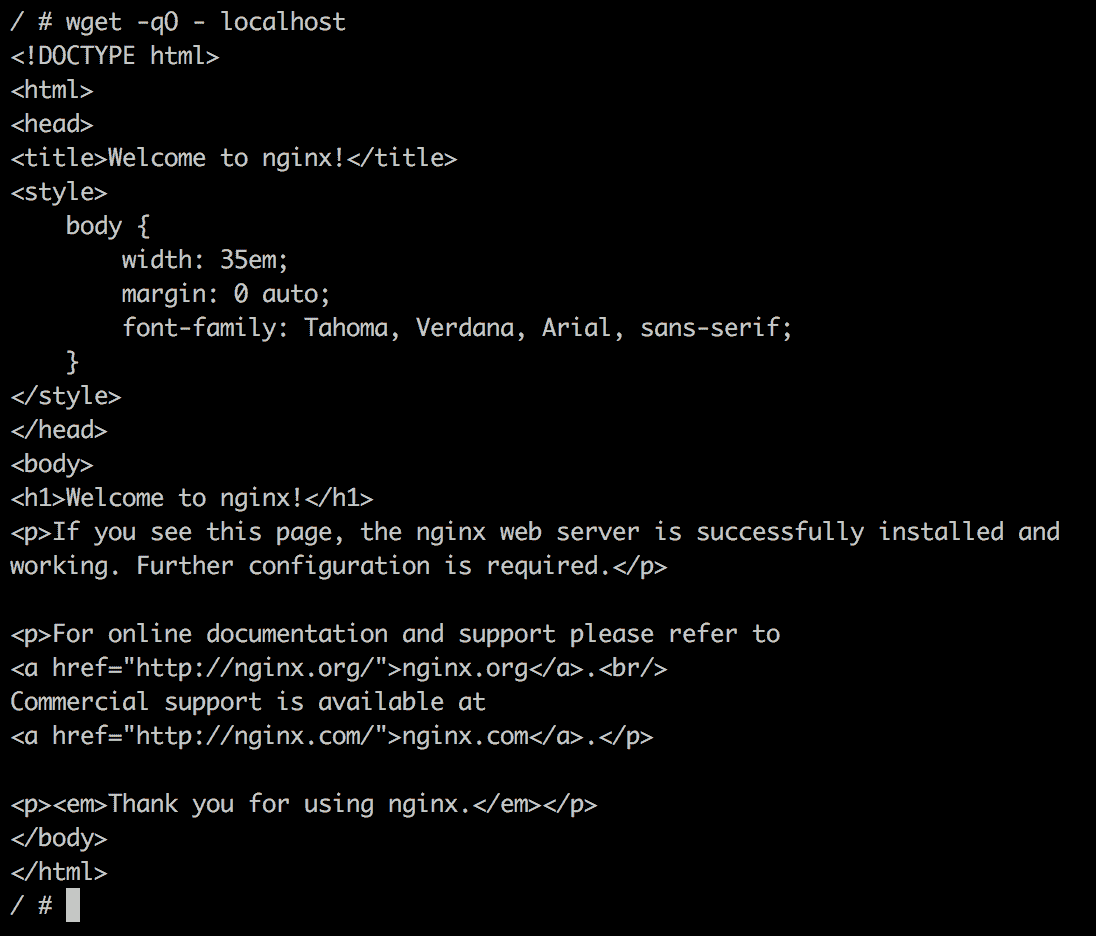 / # wget -qO - localhost
<!DOCTYPE html>
<html>
<head>
<title>Welcome to nginx!</title>
<style>
    body {
        width: 35em;
        margin: 0 auto;
        font-family: Tahoma, Verdana, Arial, sans-serif;
    }
</style>
</head>
<body>
<h1>Welcome to nginx!</h1>
<p>If you see this page, the nginx web server is successfully installed and
working. Further configuration is required.</p>

<p>For online documentation and support please refer to
<a href="http://nginx.org/">nginx.org</a>.<br/>
Commercial support is available at
<a href="http://nginx.com/">nginx.com</a>.</p>

<p><em>Thank you for using nginx.</em></p>
</body>
</html>
/ #